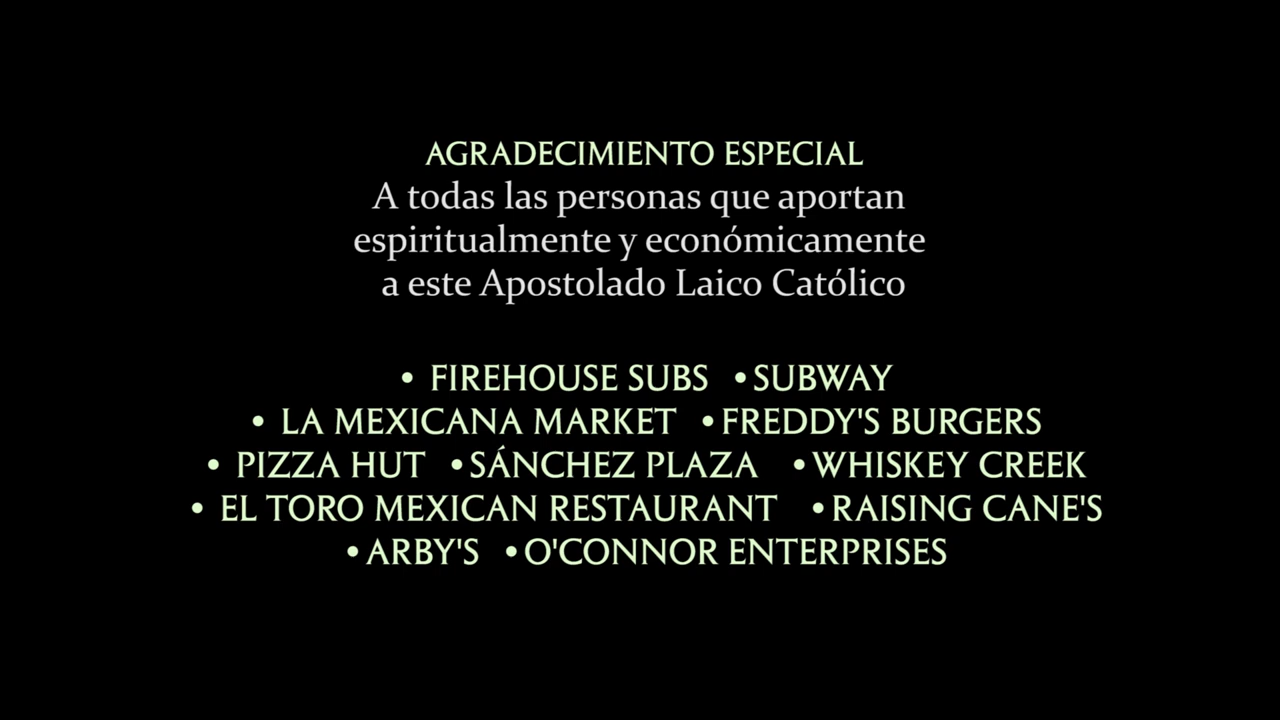 AGRADECIMIENTO ESPECIAL
A todas las personas que aportan
espiritualmente y económicamente
a este Apostolado Laico Católico
• FIREHOUSE SUBS •SUBWAY
• LA MEXICANA MARKET •FREDDY'S BURGERS
• PIZZA HUT •SÁNCHEZ PLAZA •WHISKEY CREEK
• EL TORO MEXICAN RESTAURANT •RAISING CANE'S
•ARBY'S •O'CONNOR ENTERPRISES